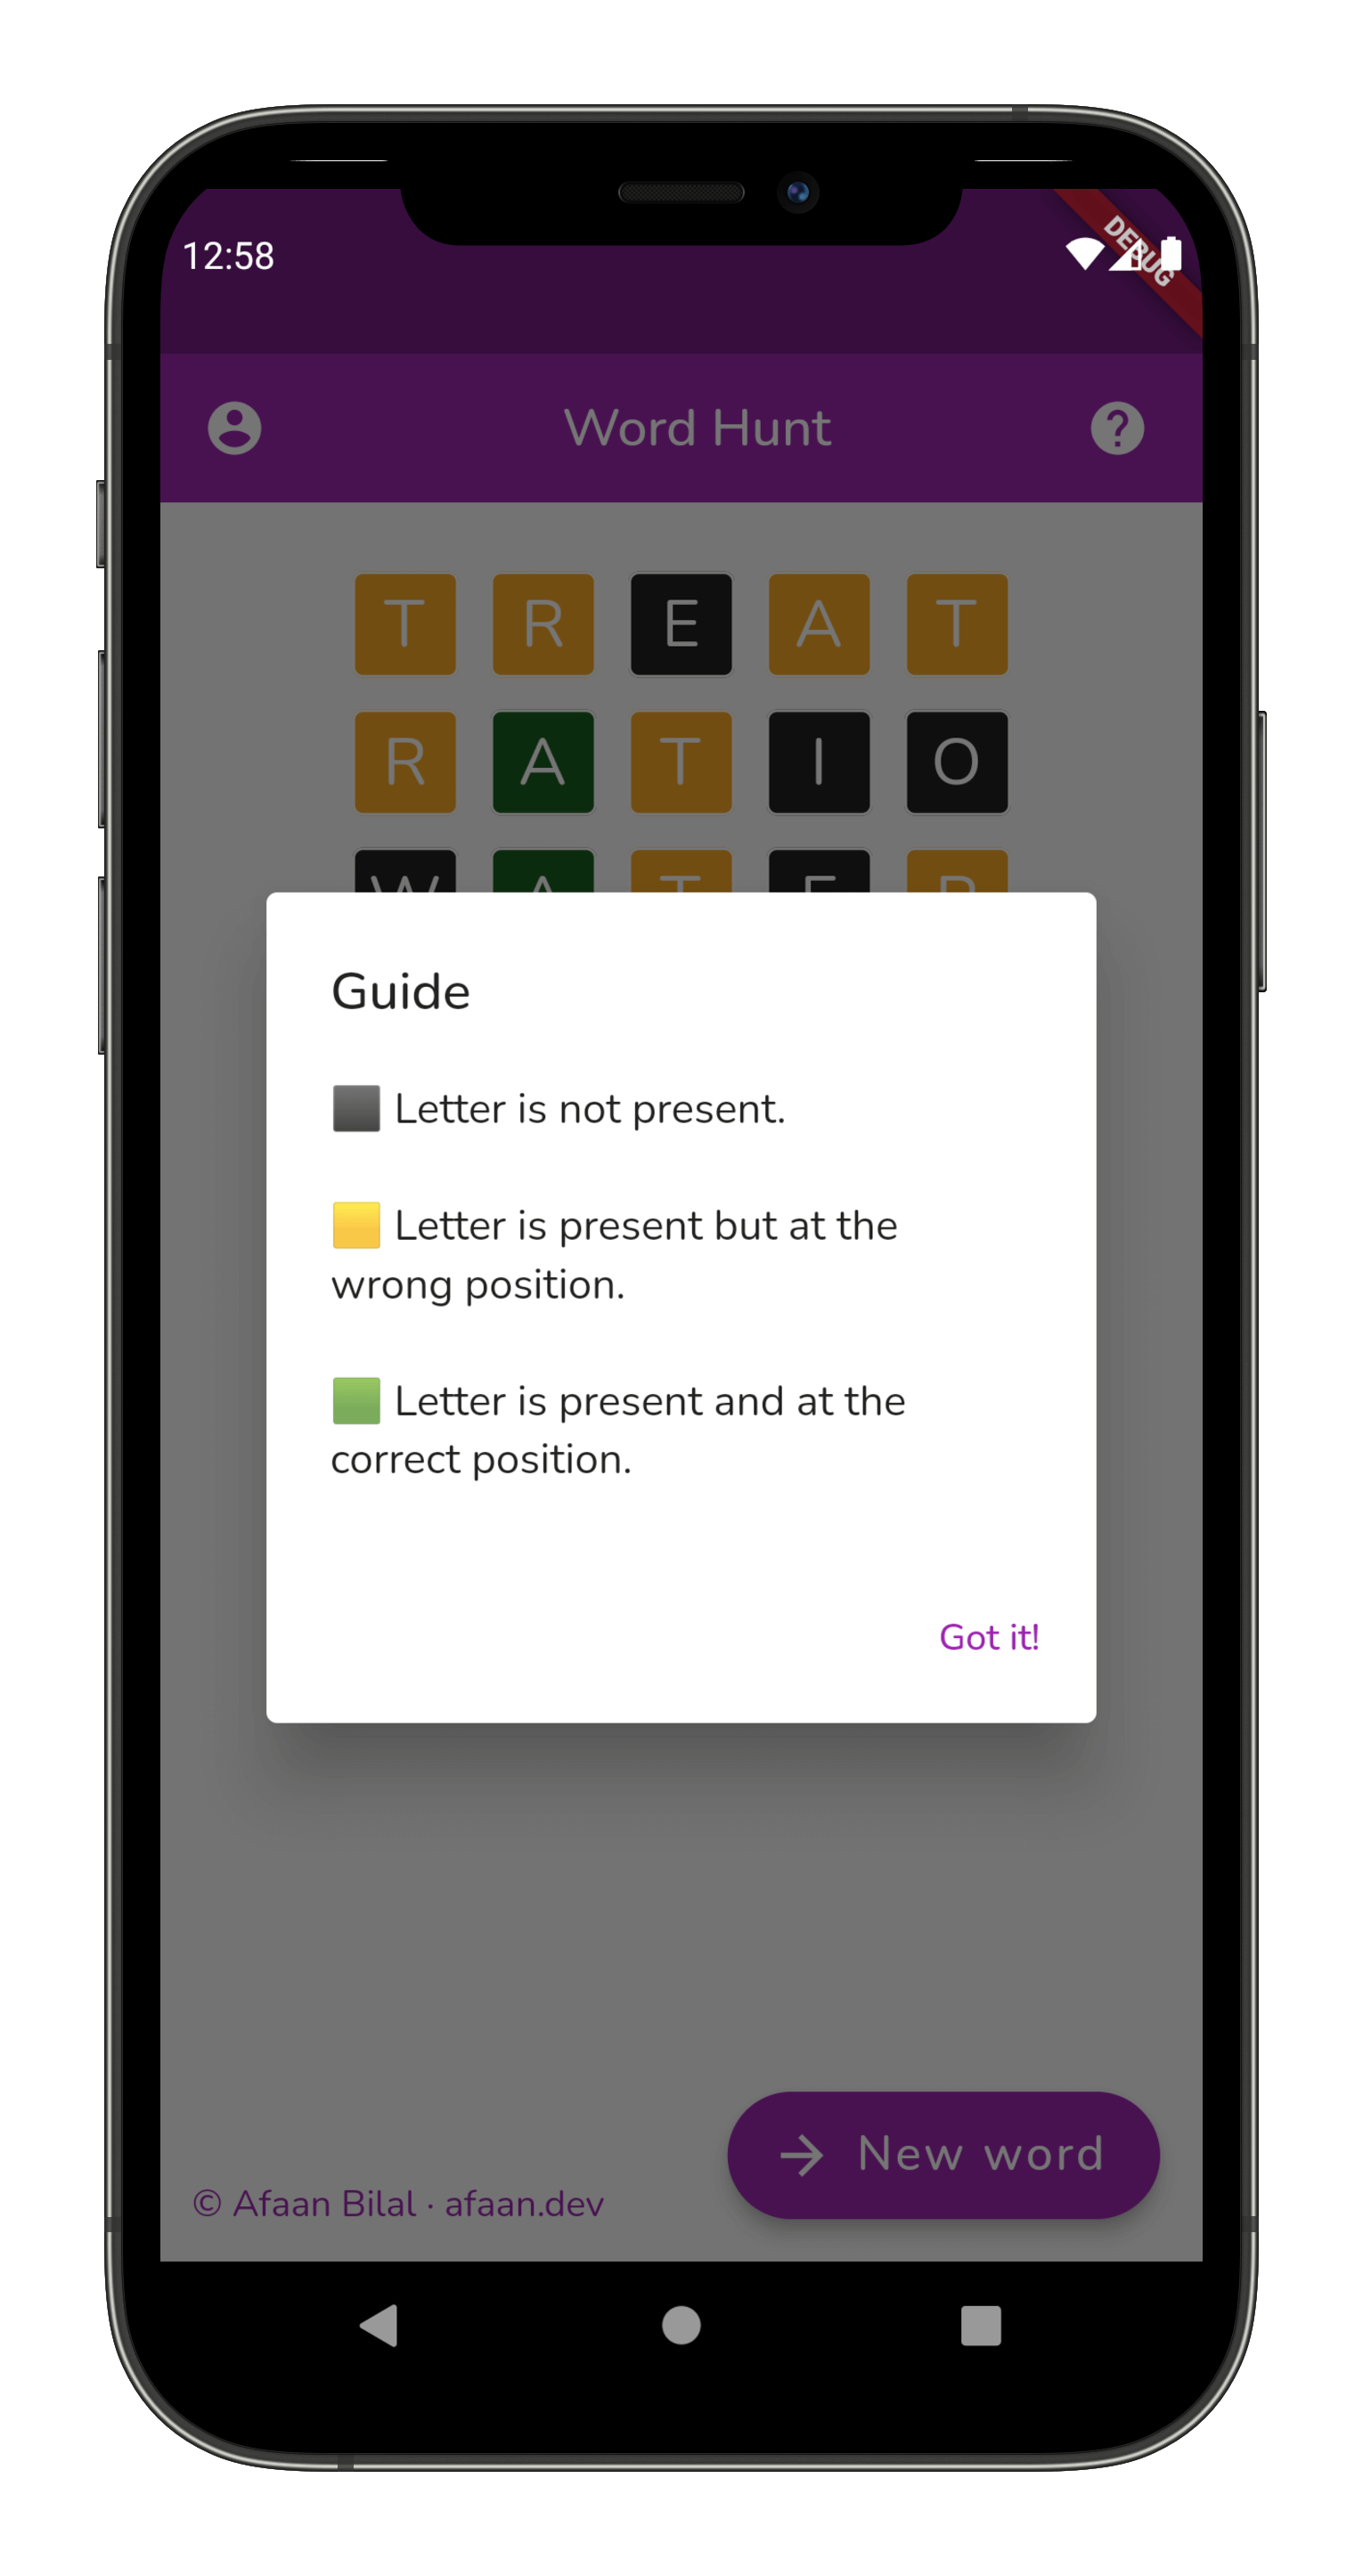 12:58
DEBUG
Word Hunt
T R E A T
R A T I O
W A T E R
Guide
Letter is not present.
Letter is present but at the
wrong position.
Letter is present and at the
correct position.
Got it!
New word
© Afaan Bilal · afaan.dev